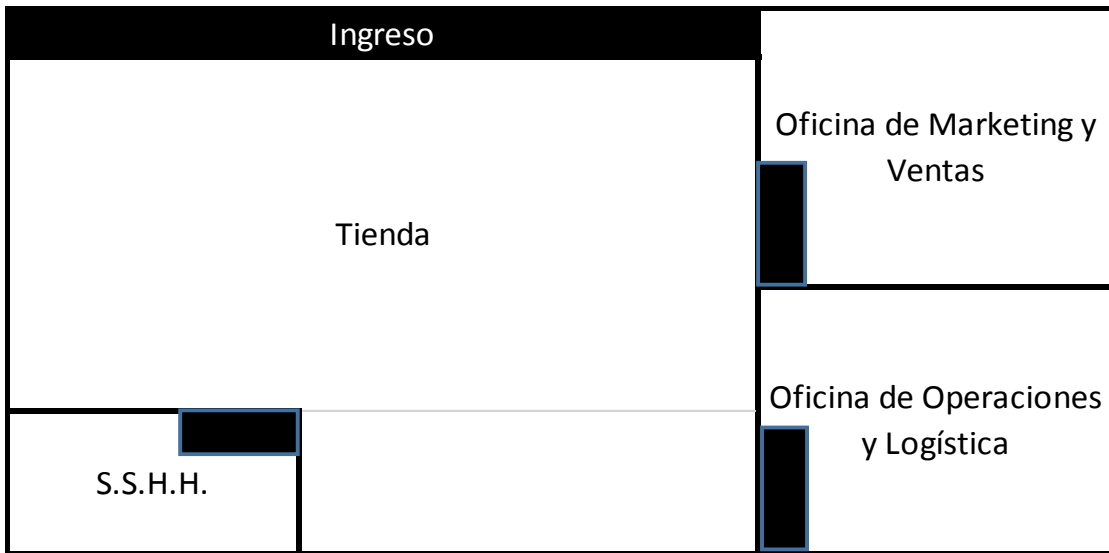 Ingreso
Oficina de Marketing y
Ventas
Tienda
Oficina de Operaciones
y Logística
S.S.H.H.